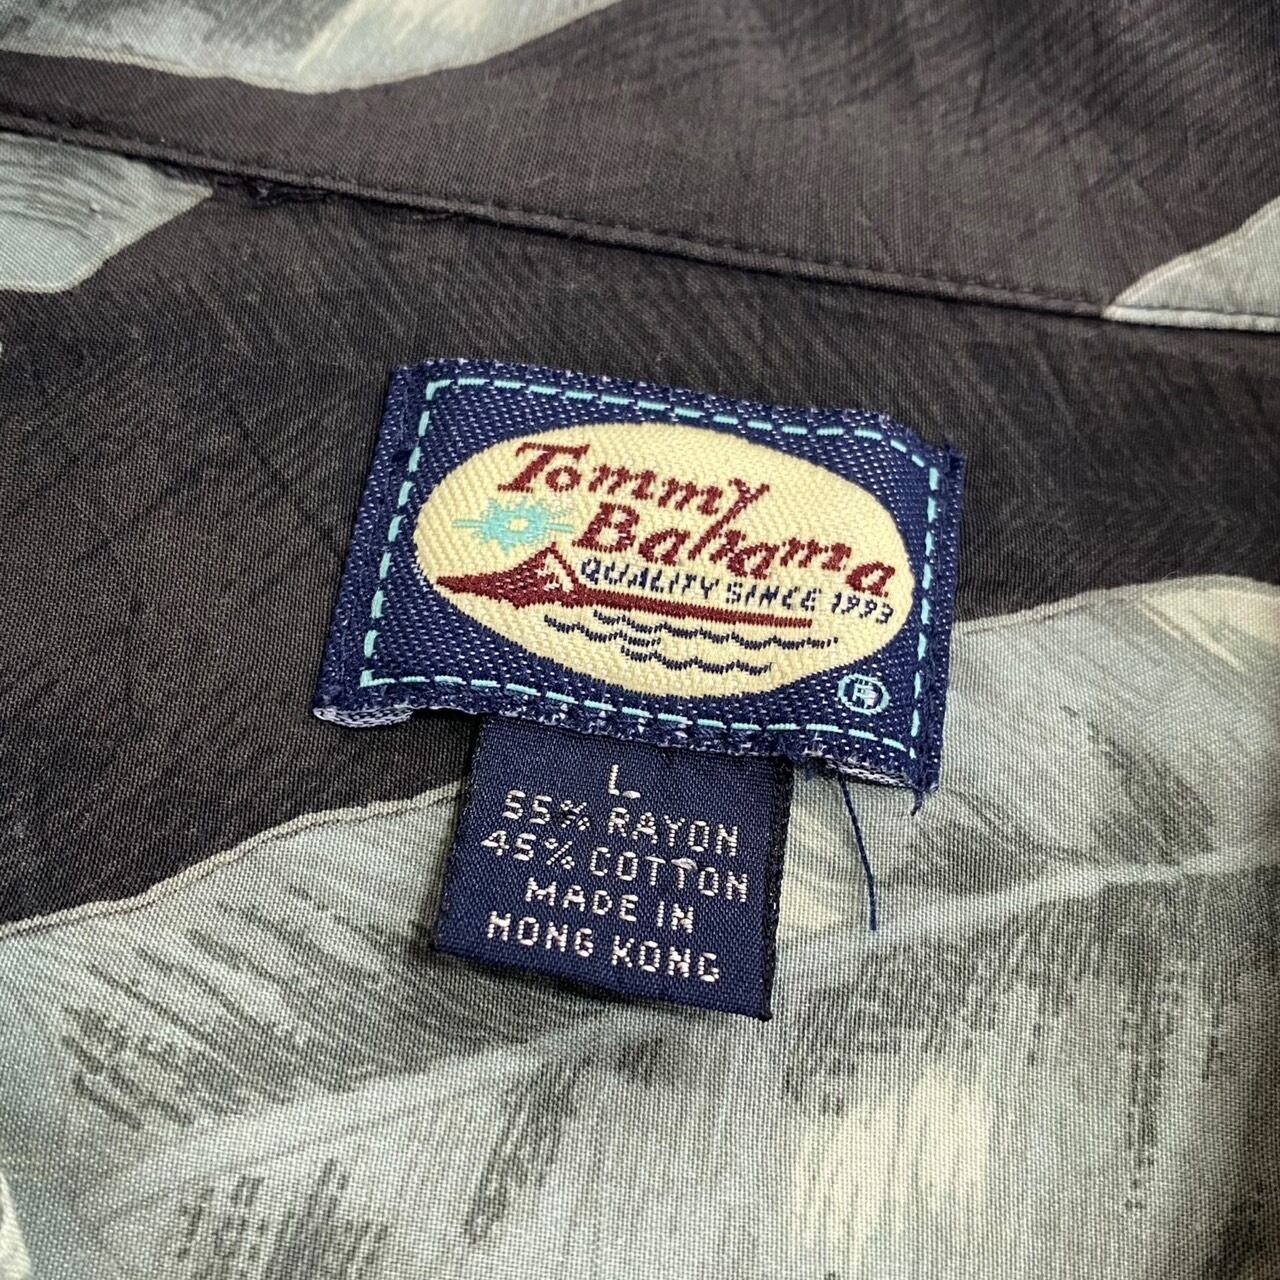 Tommy
Bahama
QUALITY SINCE 1993
®
L
55% RAYON
45% COTTON
MADE IN
HONG KONG